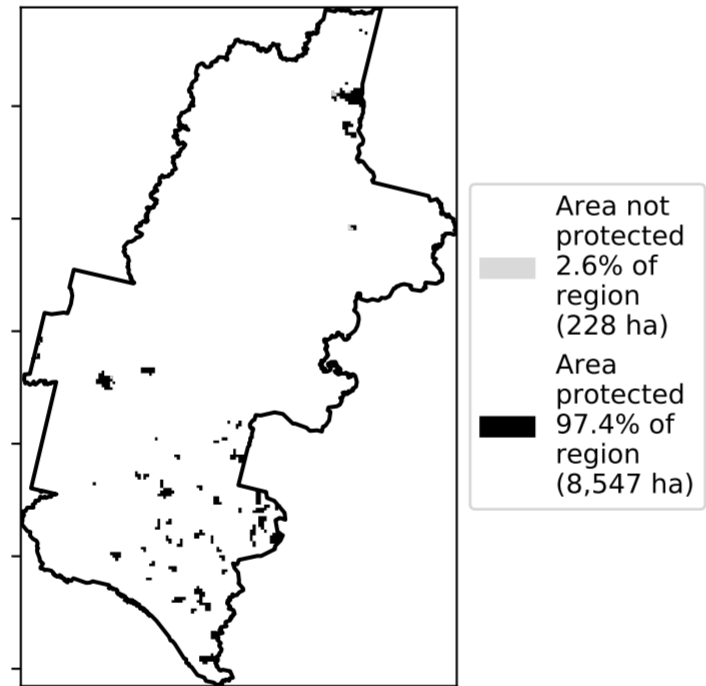 Area not
protected
2.6% of
region
(228 ha)
Area
protected
97.4% of
region
(8,547 ha)